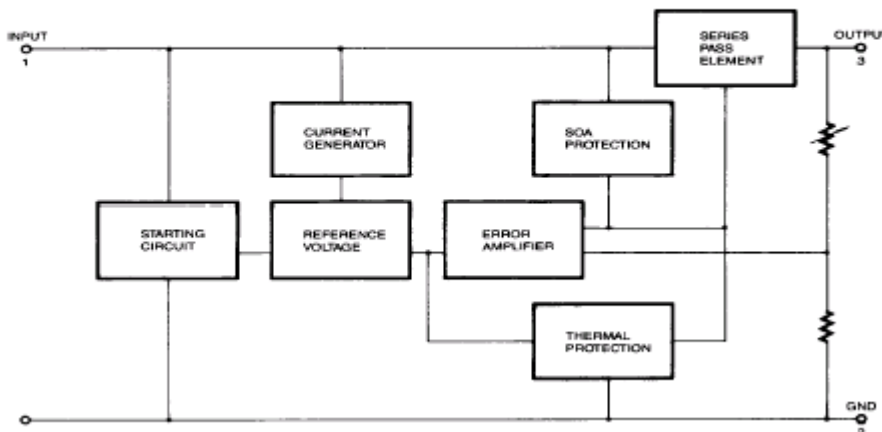 INPUT
1
SERIES
PASS
ELEMENT
OUTPU
3
CURRENT
GENERATOR
SOA
PROTECTION
STARTING
CIRCUIT
REFERENCE
VOLTAGE
ERROR
AMPLIFIER
THERMAL
PROTECTION
GND